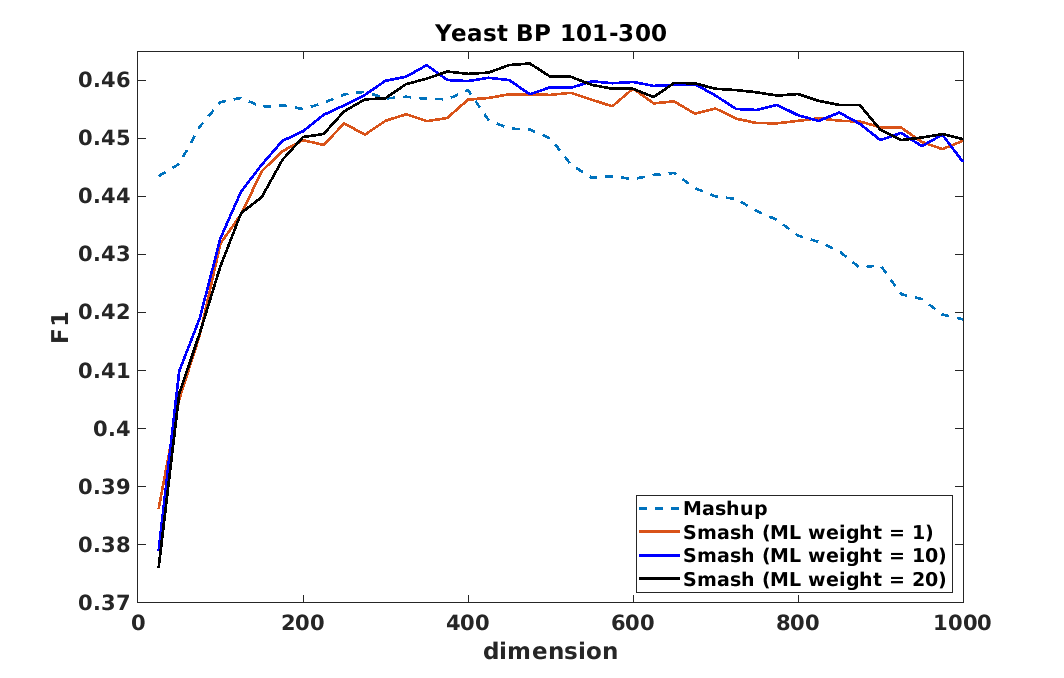 Yeast BP 101-300
F1
0.46
0.45
0.44
0.43
0.42
0.41
0.4
0.39
0.38
0.37
0 200 400 600 800 1000
dimension
Mashup
Smash (ML weight = 1)
Smash (ML weight = 10)
Smash (ML weight = 20)